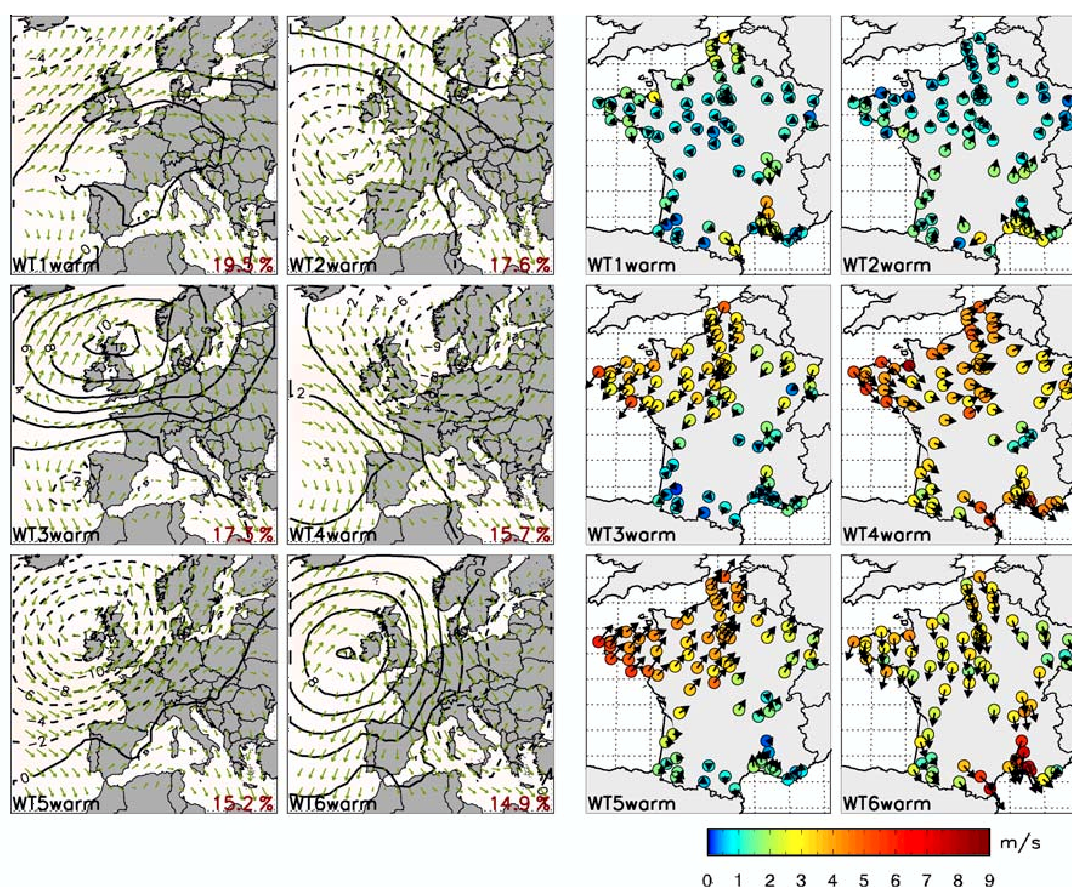 WT1warm 19.5%
WT2warm 17.6%
WT1warm
WT2warm
WT3warm 17.3%
WT4warm 15.7%
WT3warm
WT4warm
WT5warm 15.2%
WT6warm 14.9%
WT5warm
WT6warm
m/s
0 1 2 3 4 5 6 7 8 9